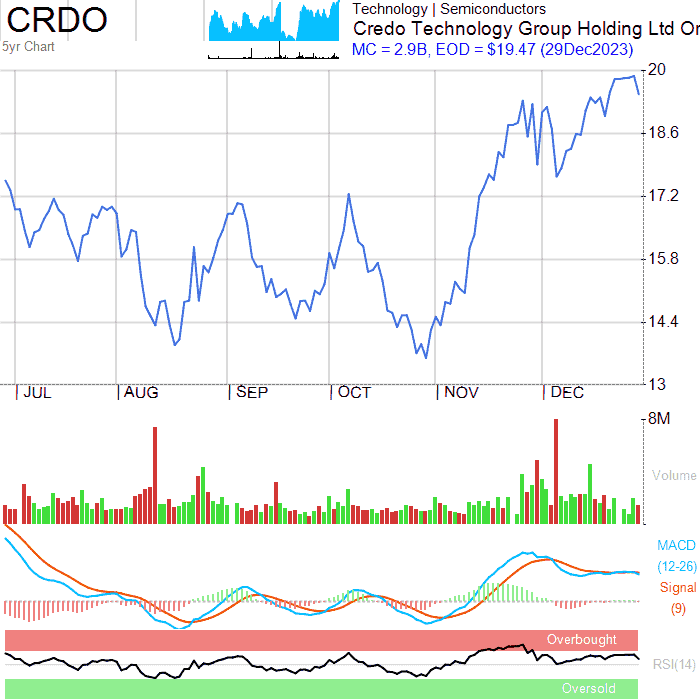 CRDO
5yr Chart
Technology | Semiconductors
Credo Technology Group Holding Ltd Or
MC = 2.9B, EOD = $19.47 (29Dec2023)
20
18.6
17.2
15.8
14.4
13
JUL AUG SEP OCT NOV DEC
8M
Volume
MACD
(12-26)
Signal
(9)
Overbought
RSI(14)
Oversold